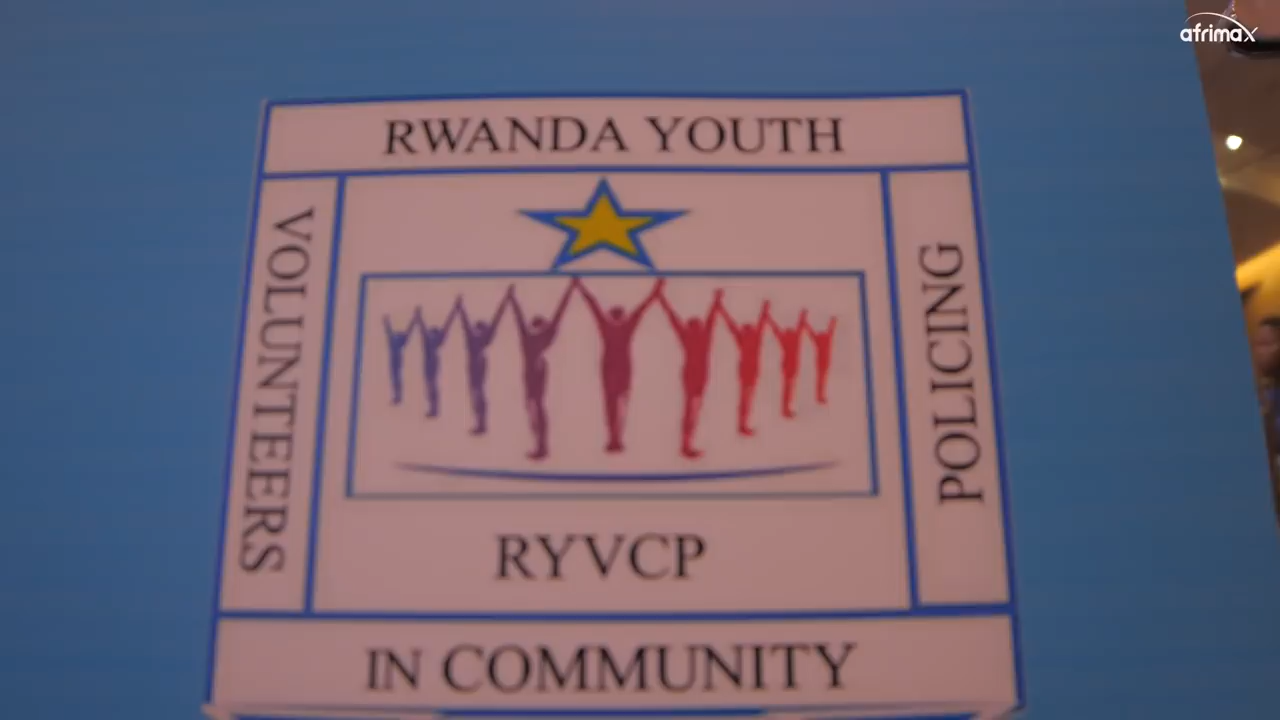 afrimax
RWANDA YOUTH
VOLUNTEERS
IN COMMUNITY
POLICING
RYVCP